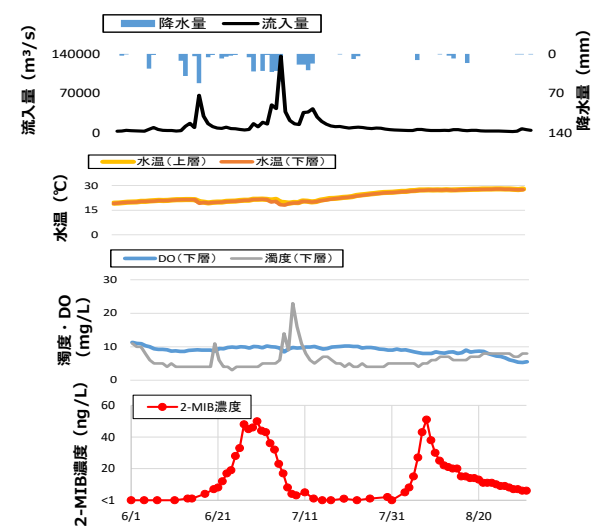 降水量 流入量
流入量（m³/s）
140000
70000
0
0
70
140
降水量（mm）
水温（上層） 水温（下層）
水温（℃）
30
15
0
DO（下層） 濁度（下層）
濁度・DO
（mg/L）
30
20
10
0
2-MIB濃度
2-MIB濃度（ng/L）
60
40
20
<1
6/1 6/21 7/11 7/31 8/20